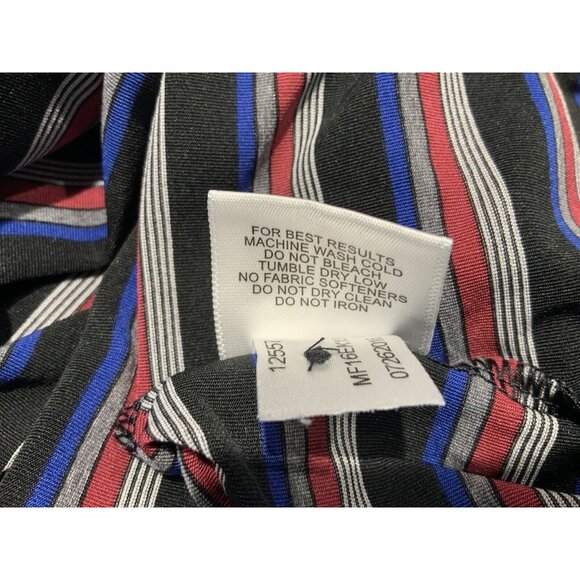 FOR BEST RESULTS
MACHINE WASH COLD
DO NOT BLEACH
TUMBLE DRY LOW
NO FABRIC SOFTENERS
DO NOT DRY CLEAN
DO NOT IRON